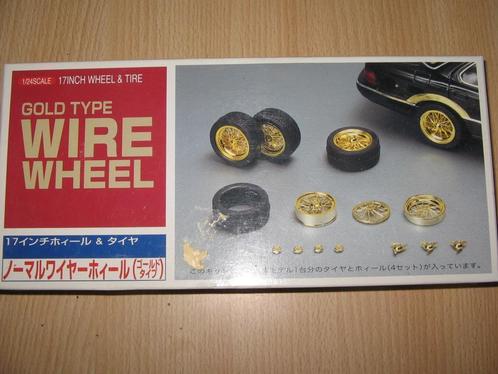 1/24SCALE 17INCH WHEEL & TIRE
GOLD TYPE
WIRE
WHEEL
17インチホィール & タイヤ
ノーマルワイヤーホィール(ゴールドタイプ)
このキッ モデル1台分のタイヤとホィール(4セット)が入っています。